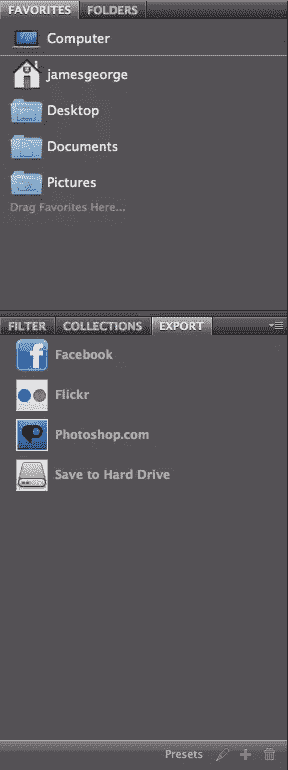 FAVORITES FOLDERS
Computer
jamesgeorge
Desktop
Documents
Pictures
Drag Favorites Here...
FILTER COLLECTIONS EXPORT
Facebook
Flickr
Photoshop.com
Save to Hard Drive
Presets